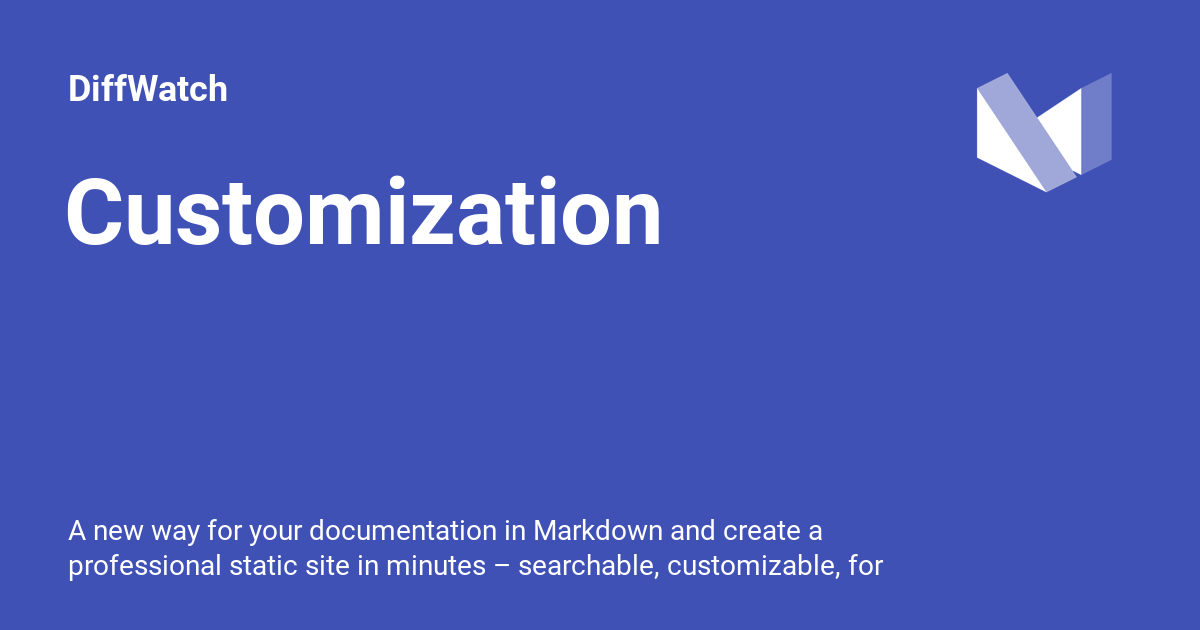 DiffWatch
Customization
A new way for your documentation in Markdown and create a
professional static site in minutes – searchable, customizable, for